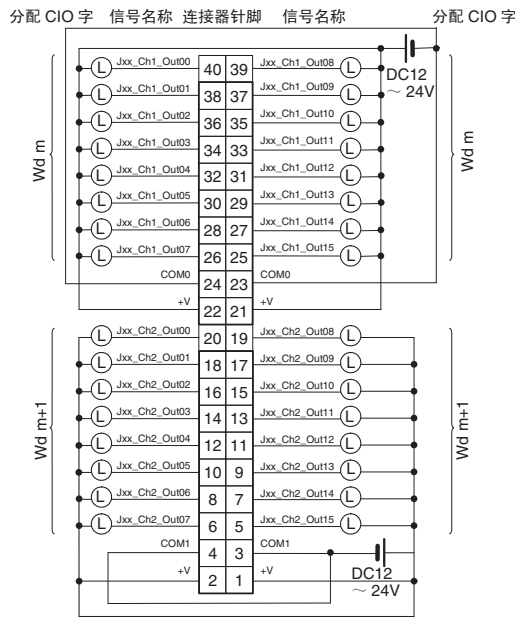 分配 CIO 字 信号名称 连接器针脚 信号名称 分配 CIO 字
DC12
～ 24V
Wd m
Wd m
Jxx_Ch1_Out00 40 39 Jxx_Ch1_Out08
L L
Jxx_Ch1_Out01 38 37 Jxx_Ch1_Out09
L L
Jxx_Ch1_Out02 36 35 Jxx_Ch1_Out10
L L
Jxx_Ch1_Out03 34 33 Jxx_Ch1_Out11
L L
Jxx_Ch1_Out04 32 31 Jxx_Ch1_Out12
L L
Jxx_Ch1_Out05 30 29 Jxx_Ch1_Out13
L L
Jxx_Ch1_Out06 28 27 Jxx_Ch1_Out14
L L
Jxx_Ch1_Out07 26 25 Jxx_Ch1_Out15
L L
COM0 24 23 COM0
+V 22 21 +V
Wd m+1
Wd m+1
Jxx_Ch2_Out00 20 19 Jxx_Ch2_Out08
L L
Jxx_Ch2_Out01 18 17 Jxx_Ch2_Out09
L L
Jxx_Ch2_Out02 16 15 Jxx_Ch2_Out10
L L
Jxx_Ch2_Out03 14 13 Jxx_Ch2_Out11
L L
Jxx_Ch2_Out04 12 11 Jxx_Ch2_Out12
L L
Jxx_Ch2_Out05 10 9 Jxx_Ch2_Out13
L L
Jxx_Ch2_Out06 8 7 Jxx_Ch2_Out14
L L
Jxx_Ch2_Out07 6 5 Jxx_Ch2_Out15
L L
COM1 4 3 COM1
+V 2 1 +V
DC12
～ 24V